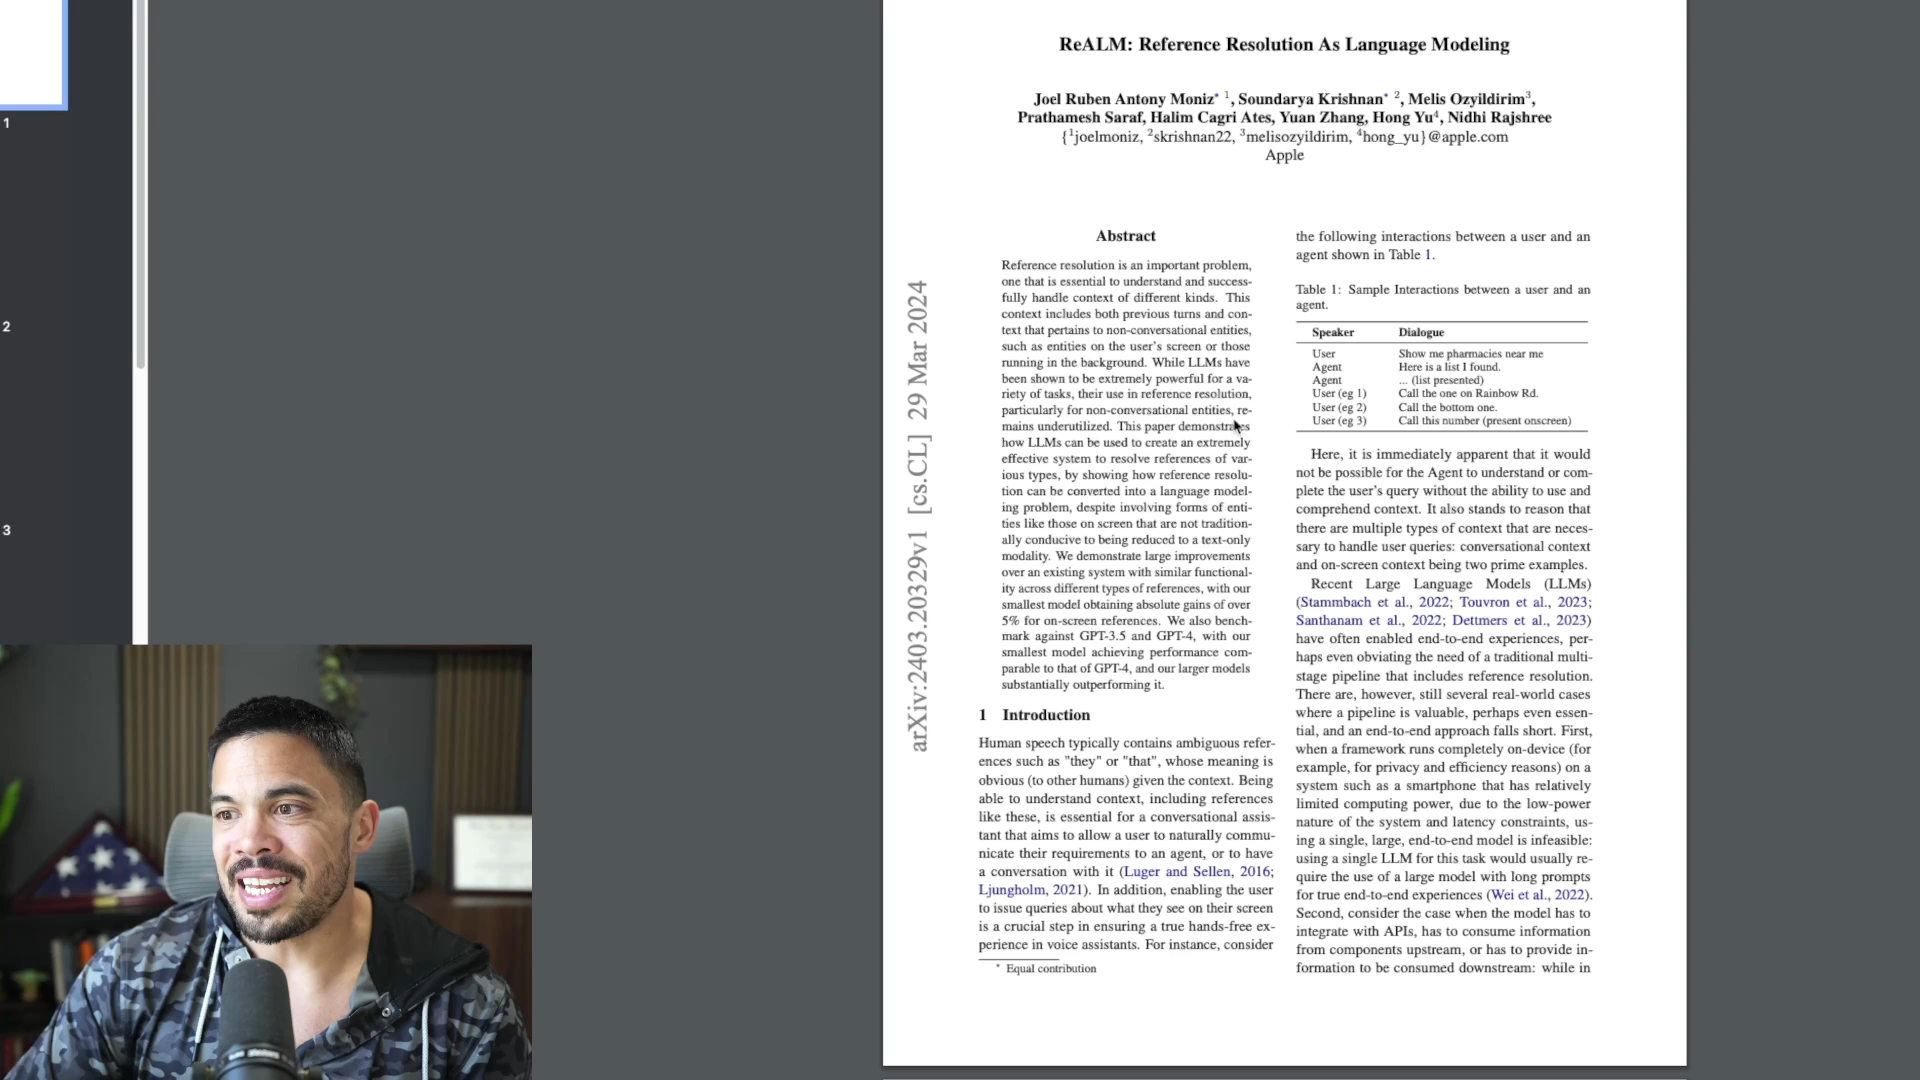 ReALM: Reference Resolution As Language Modeling
Joel Ruben Antony Moniz* 1, Soundarya Krishnan* 2, Melis Ozyildirim3,
Prathamesh Saraf, Halim Cagri Ates, Yuan Zhang, Hong Yu4, Nidhi Rajshree
{1joelmoniz, 2skrishnan22, 3melisozyildirim, 4hong_yu}@apple.com
Apple
arXiv:2403.20329v1 [cs.CL] 29 Mar 2024
Abstract
Reference resolution is an important problem,
one that is essential to understand and success-
fully handle context of different kinds. This
context includes both previous turns and con-
text that pertains to non-conversational entities,
such as entities on the user's screen or those
running in the background. While LLMs have
been shown to be extremely powerful for a va-
riety of tasks, their use in reference resolution,
particularly for non-conversational entities, re-
mains underutilized. This paper demonstrates
how LLMs can be used to create an extremely
effective system to resolve references of var-
ious types, by showing how reference resolu-
tion can be converted into a language model-
ing problem, despite involving forms of enti-
ties like those on screen that are not tradition-
ally conducive to being reduced to a text-only
modality. We demonstrate large improvements
over an existing system with similar functional-
ity across different types of references, with our
smallest model obtaining absolute gains of over
5% for on-screen references. We also bench-
mark against GPT-3.5 and GPT-4, with our
smallest model achieving performance com-
parable to that of GPT-4, and our larger models
substantially outperforming it.
1 Introduction
Human speech typically contains ambiguous refer-
ences such as "they" or "that", whose meaning is
obvious (to other humans) given the context. Being
able to understand context, including references
like these, is essential for a conversational assis-
tant that aims to allow a user to naturally commu-
nicate their requirements to an agent, or to have
a conversation with it (Luger and Sellen, 2016;
Ljungholm, 2021). In addition, enabling the user
to issue queries about what they see on their screen
is a crucial step in ensuring a true hands-free ex-
perience in voice assistants. For instance, consider
* Equal contribution
the following interactions between a user and an
agent shown in Table 1.
Table 1: Sample Interactions between a user and an
agent.
Speaker Dialogue
User Show me pharmacies near me
Agent Here is a list I found.
Agent ... (list presented)
User (eg 1) Call the one on Rainbow Rd.
User (eg 2) Call the bottom one.
User (eg 3) Call this number (present onscreen)
Here, it is immediately apparent that it would
not be possible for the Agent to understand or com-
plete the user's query without the ability to use and
comprehend context. It also stands to reason that
there are multiple types of context that are neces-
sary to handle user queries: conversational context
and on-screen context being two prime examples.
Recent Large Language Models (LLMs)
(Stammbach et al., 2022; Touvron et al., 2023;
Santhanam et al., 2022; Dettmers et al., 2023)
have often enabled end-to-end experiences, per-
haps even obviating the need of a traditional multi-
stage pipeline that includes reference resolution.
There are, however, still several real-world cases
where a pipeline is valuable, perhaps even essen-
tial, and an end-to-end approach falls short. First,
when a framework runs completely on-device (for
example, for privacy and efficiency reasons) on a
system such as a smartphone that has relatively
limited computing power, due to the low-power
nature of the system and latency constraints, us-
ing a single, large, end-to-end model is infeasible:
using a single LLM for this task would usually re-
quire the use of a large model with long prompts
for true end-to-end experiences (Wei et al., 2022).
Second, consider the case when the model has to
integrate with APIs, has to consume information
from components upstream, or has to provide in-
formation to be consumed downstream: while in
1
2
3